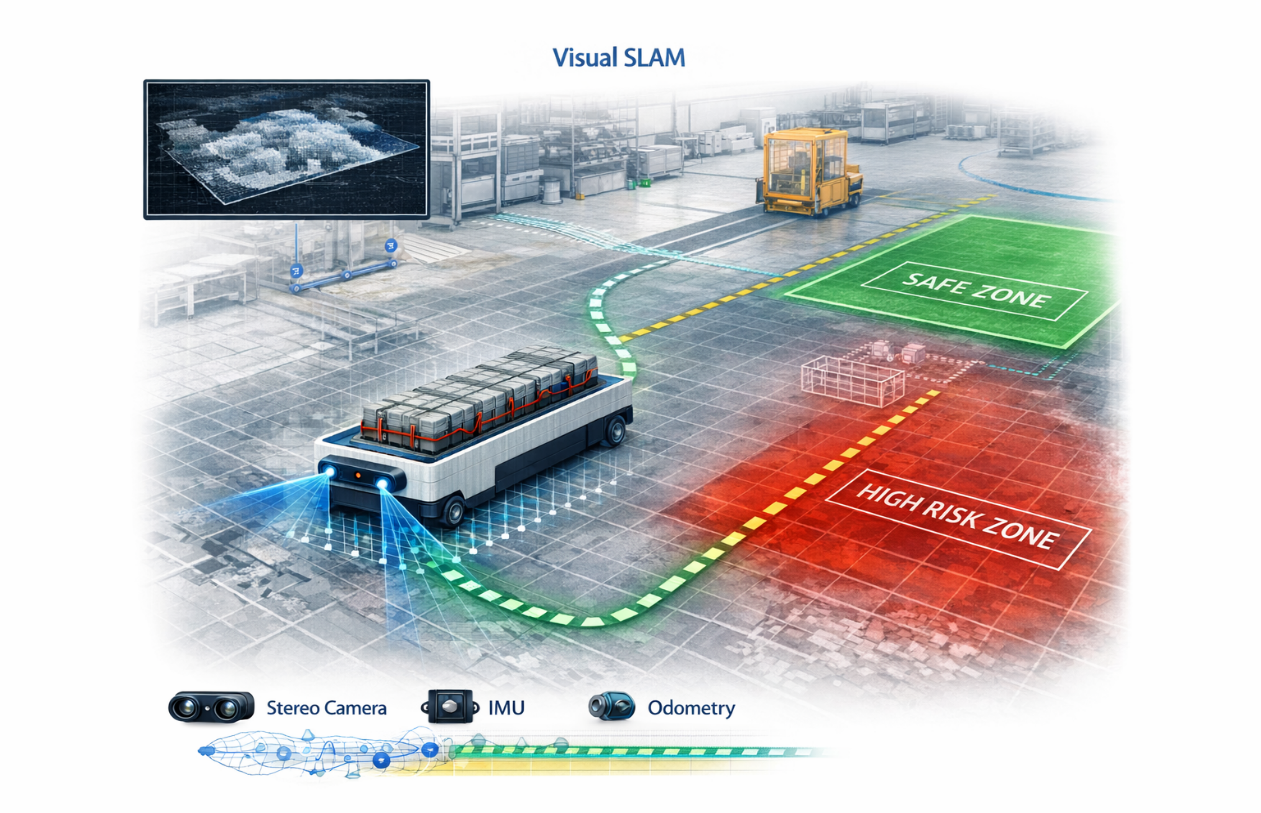 Visual SLAM
SAFE ZONE
HIGH RISK ZONE
Stereo Camera
IMU
Odometry